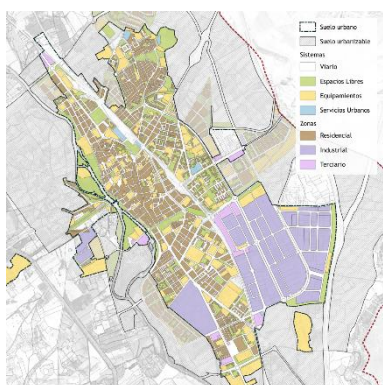 Suelo urbano
Suelo urbanizable
Sistemas
Viario
Espacios Libres
Equipamientos
Servicios Urbanos
Zonas
Residencial
Industrial
Terciario